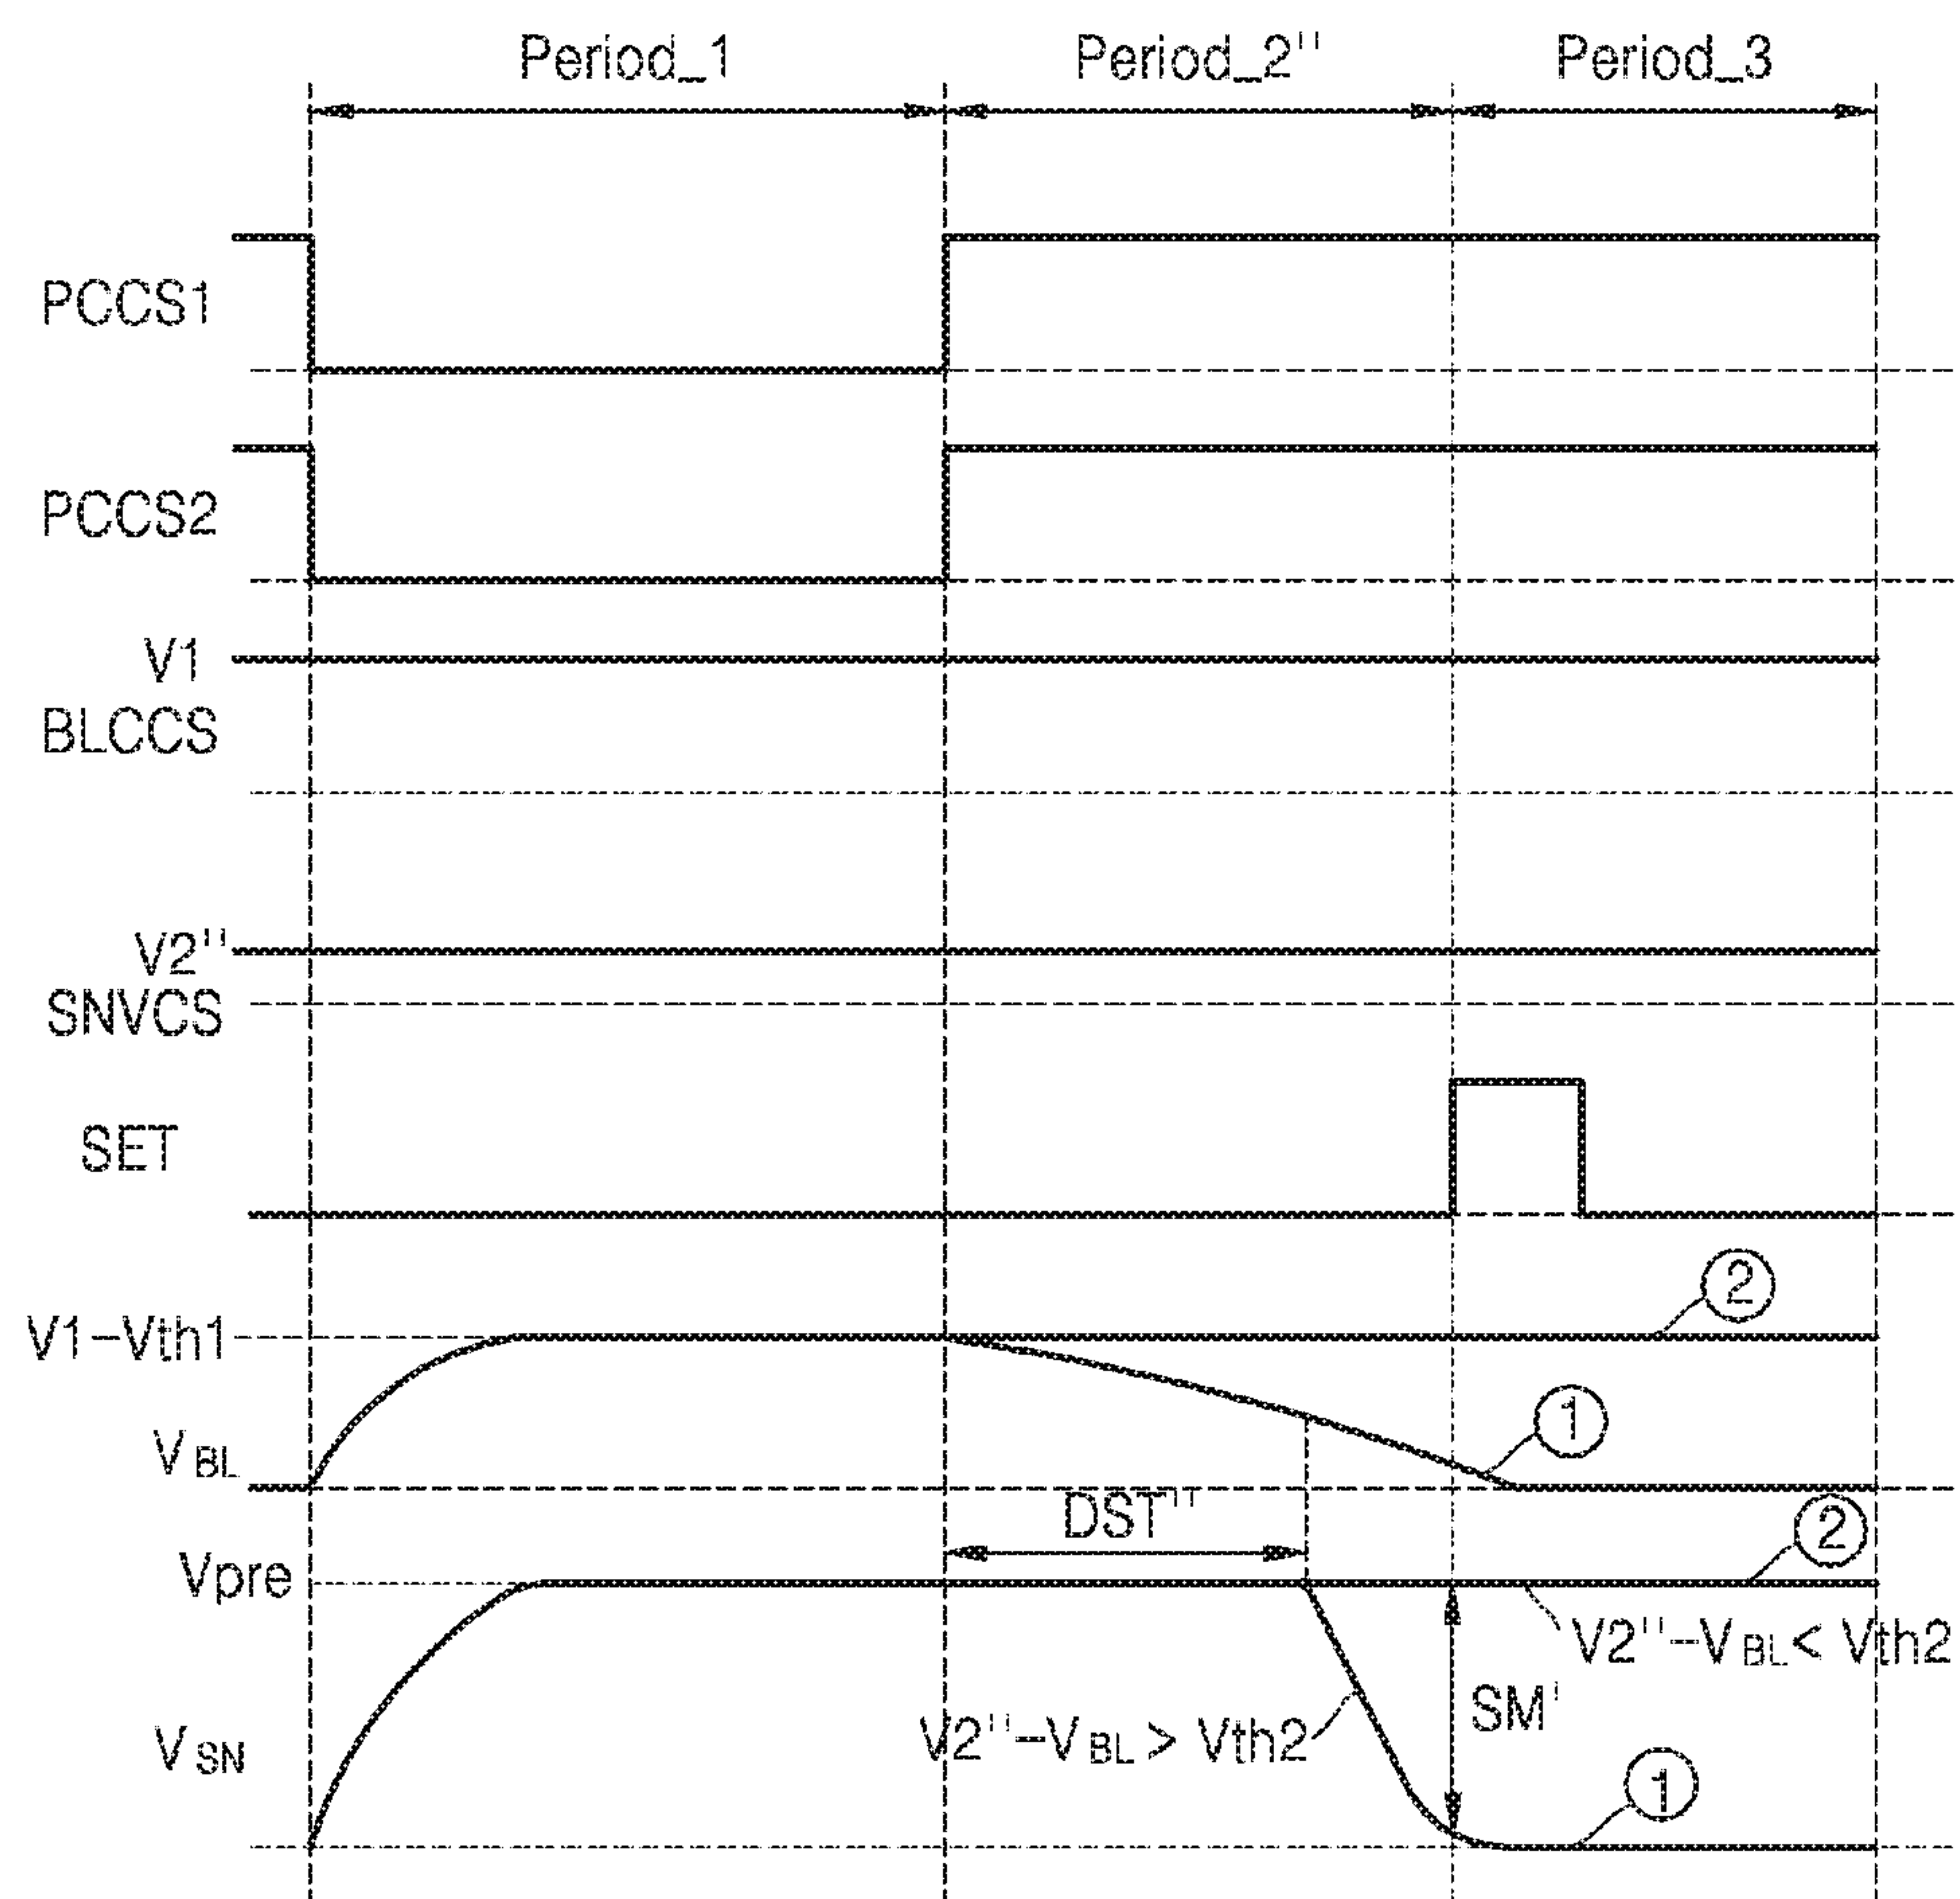 Period_1 Period_2" Period_3
PCCS1
PCCS2
V1
BLCCS
V2"
SNVCS
SET
②
V1-Vth1
①
VBL
DST"
②
Vpre
V2"-VBL< Vth2
SM'
V2"-VBL > Vth2
VSN
①